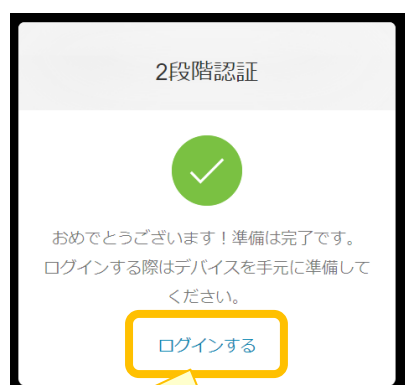 2段階認証
おめでとうございます！準備は完了です。
ログインする際はデバイスを手元に準備して
ください。
ログインする